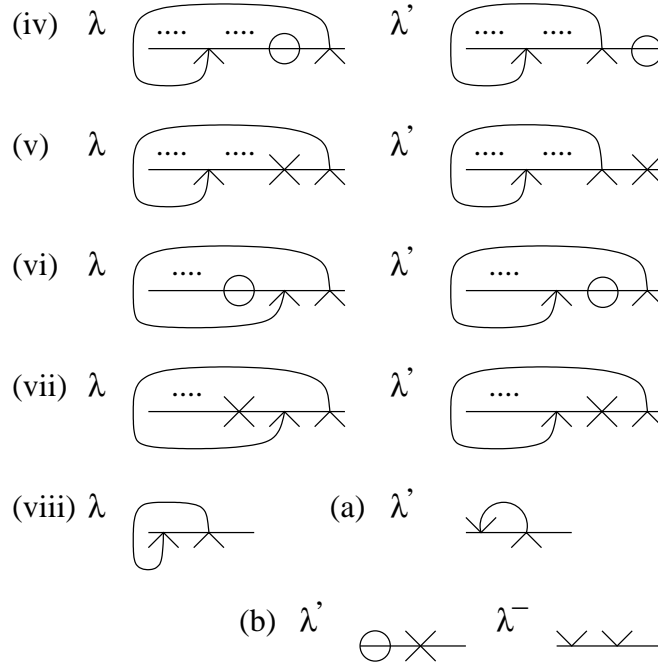 (iv) λ .... .... λ’ .... ....
(v) λ .... .... λ’ .... ....
(vi) λ .... λ’ ....
(vii) λ .... λ’ ....
(viii) λ (a) λ’
(b) λ’ λ⁻